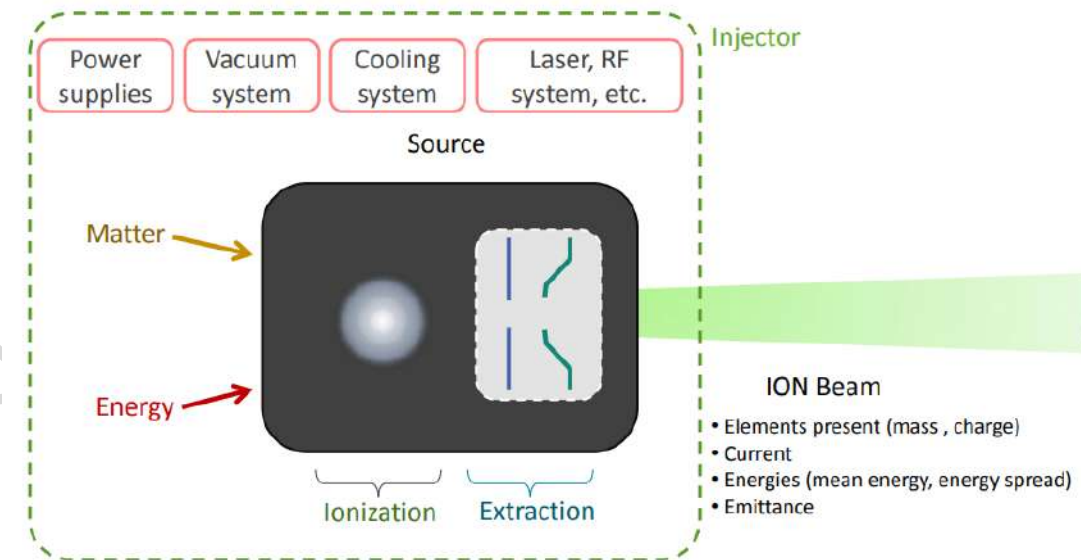 Injector
Power
supplies
Vacuum
system
Cooling
system
Laser, RF
system, etc.
Source
Matter
Energy
Ionization
Extraction
ION Beam
• Elements present (mass , charge)
• Current
• Energies (mean energy, energy spread)
• Emittance